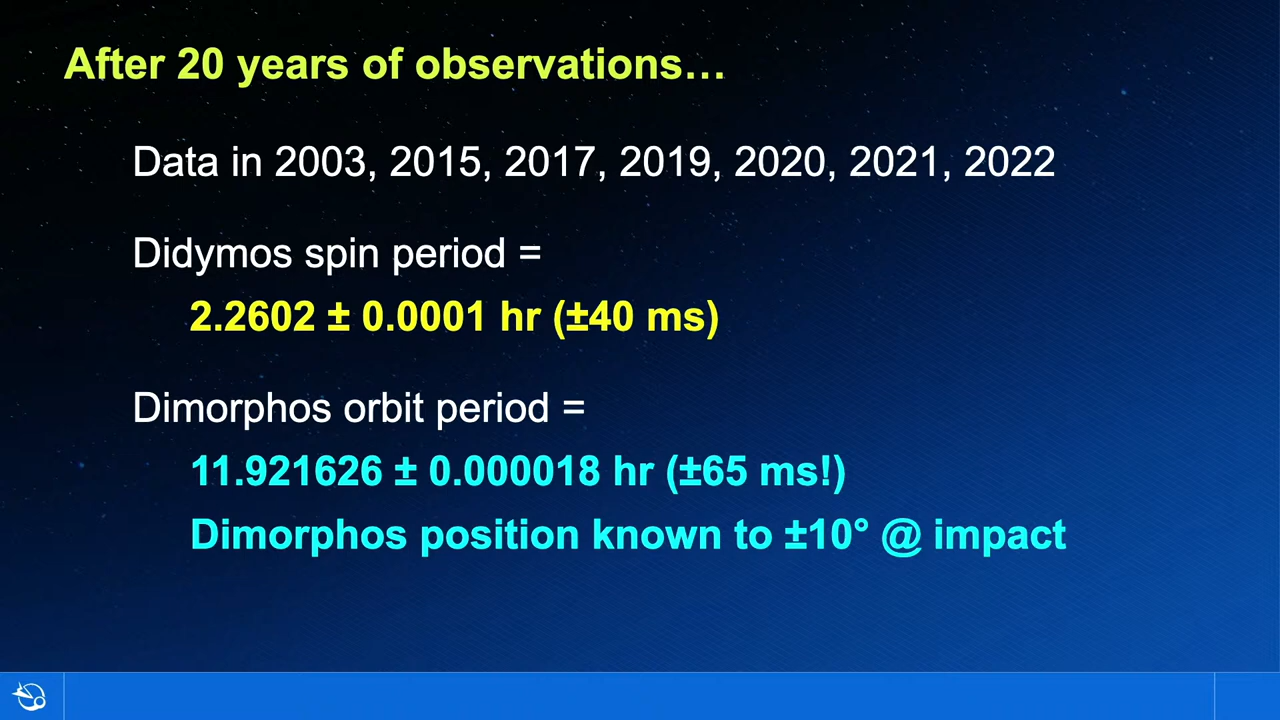 After 20 years of observations…
Data in 2003, 2015, 2017, 2019, 2020, 2021, 2022
Didymos spin period =
2.2602 ± 0.0001 hr (±40 ms)
Dimorphos orbit period =
11.921626 ± 0.000018 hr (±65 ms!)
Dimorphos position known to ±10° @ impact